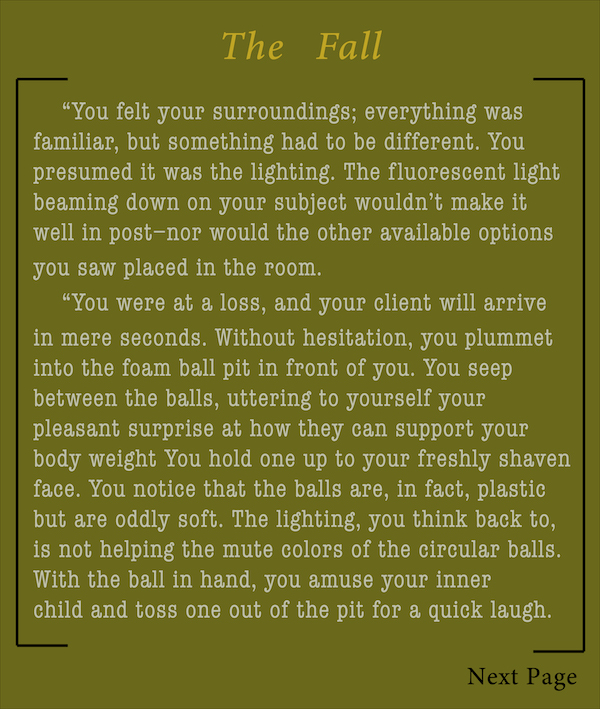 The Fall
“You felt your surroundings; everything was
familiar, but something had to be different. You
presumed it was the lighting. The fluorescent light
beaming down on your subject wouldn’t make it
well in post–nor would the other available options
you saw placed in the room.
“You were at a loss, and your client will arrive
in mere seconds. Without hesitation, you plummet
into the foam ball pit in front of you. You seep
between the balls, uttering to yourself your
pleasant surprise at how they can support your
body weight You hold one up to your freshly shaven
face. You notice that the balls are, in fact, plastic
but are oddly soft. The lighting, you think back to,
is not helping the mute colors of the circular balls.
With the ball in hand, you amuse your inner
child and toss one out of the pit for a quick laugh.
Next Page